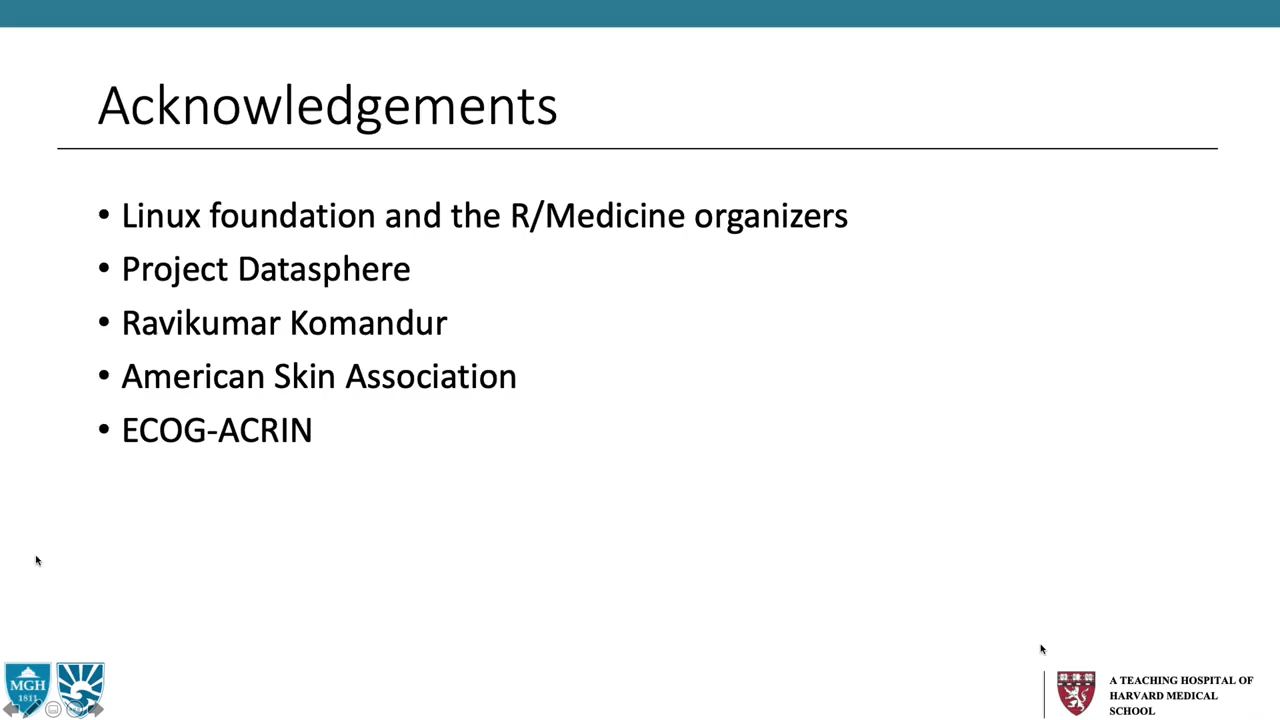 Acknowledgements
• Linux foundation and the R/Medicine organizers
• Project Datasphere
• Ravikumar Komandur
• American Skin Association
• ECOG-ACRIN
MGH
1811
A TEACHING HOSPITAL OF
HARVARD MEDICAL
SCHOOL